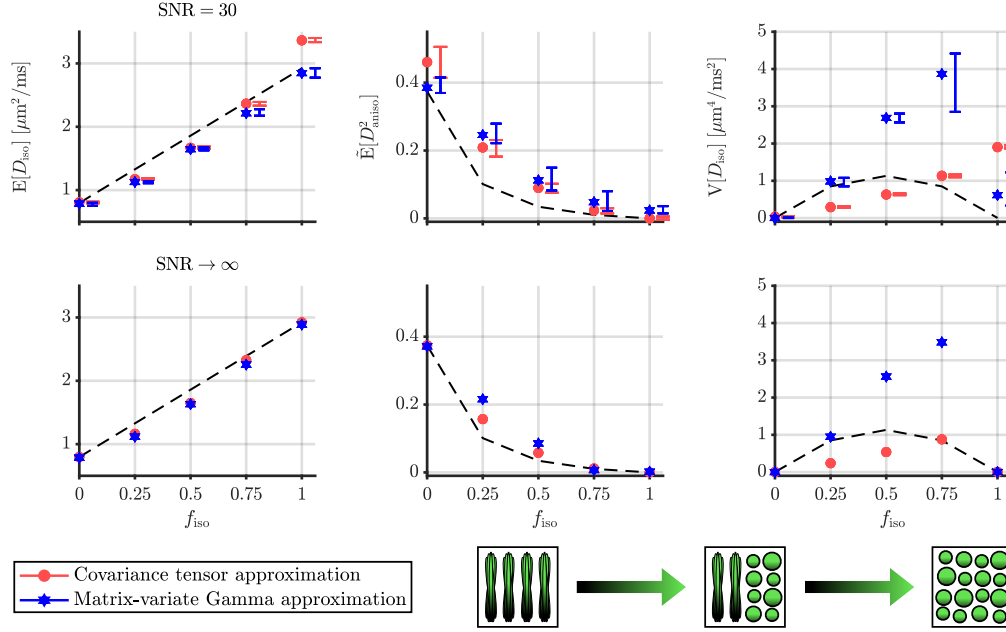 SNR = 30
E[D_iso] [μm²/ms]
3
2
1
Ẽ[D²_aniso]
0.4
0.2
0
V[D_iso] [μm⁴/ms²]
5
4
3
2
1
0
SNR → ∞
3
2
1
0 0.25 0.5 0.75 1
f_iso
0.4
0.2
0
0 0.25 0.5 0.75 1
f_iso
5
4
3
2
1
0
0 0.25 0.5 0.75 1
f_iso
Covariance tensor approximation
Matrix-variate Gamma approximation